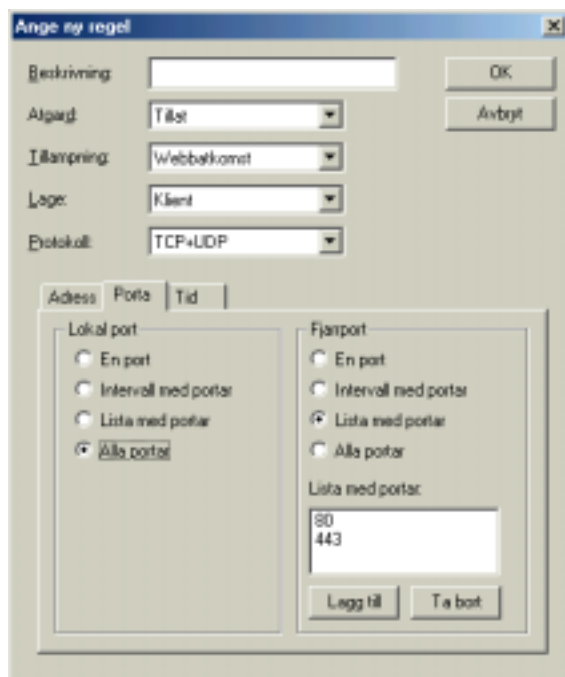 Ange ny regel
Beskrivning:
OK
Atgard:
Tillat
Avbryt
Tillampning:
Webbatkomst
Lage:
Klient
Protokoll:
TCP+UDP
Adress
Porta
Tid
Lokal port
En port
Intervall med portar
Lista med portar
Alla portar
Fjarrport
En port
Intervall med portar
Lista med portar
Alla portar
Lista med portar:
80
443
Lagg till
Ta bort